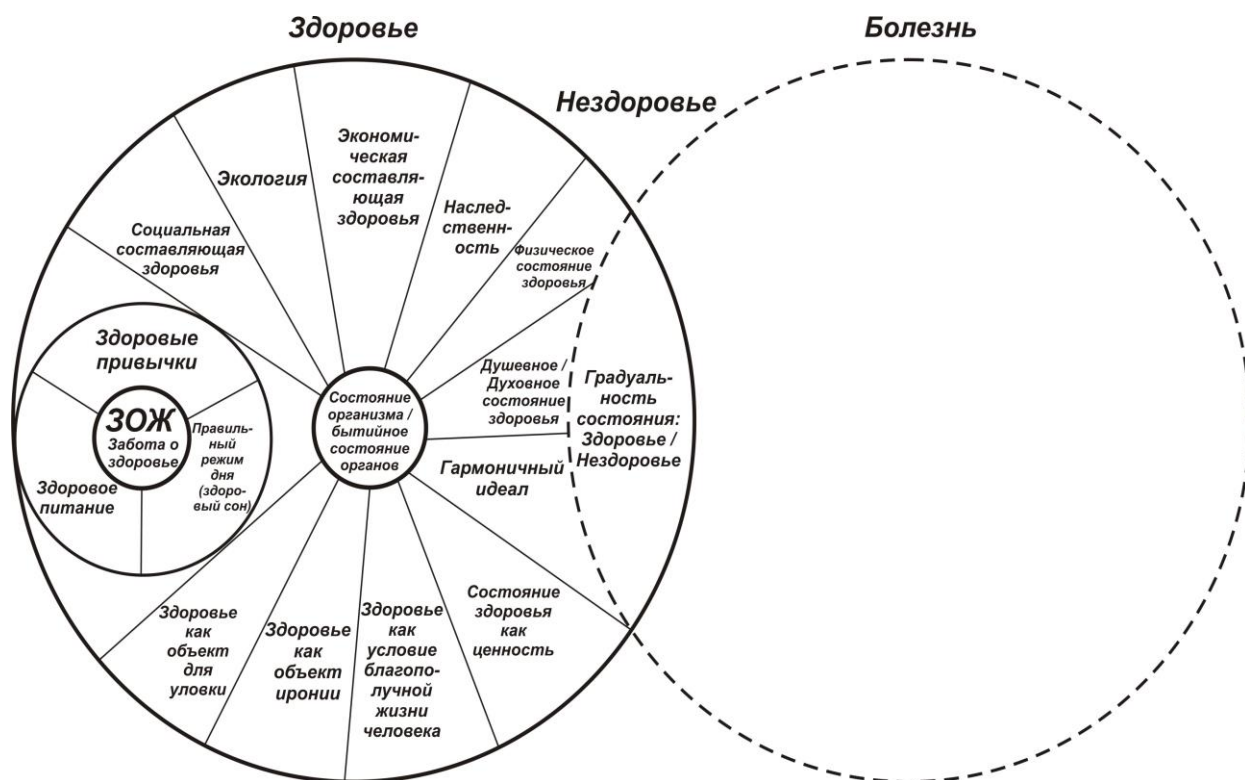 Здоровье
Болезнь
Нездоровье
Экология
Экономи-
ческая
составля-
ющая
здоровья
Наслед-
ственн-
ость
Физическое
состояние
здоровья
Социальная
составляющая
здоровья
Здоровые
привычки
ЗОЖ
Забота о
здоровье
Правиль-
ный
режим
дня
(здоро-
вый сон)
Здоровое
питание
Состояние
организма /
бытийное
состояние
органов
Душевное /
Духовное
состояние
здоровья
Градуаль-
ность
состояния:
Здоровье /
Нездоровье
Гармоничный
идеал
Здоровье
как
объект
для
уловки
Здоровье
как
объект
иронии
Здоровье
как
условие
благопо-
лучной
жизни
человека
Состояние
здоровья
как
ценность